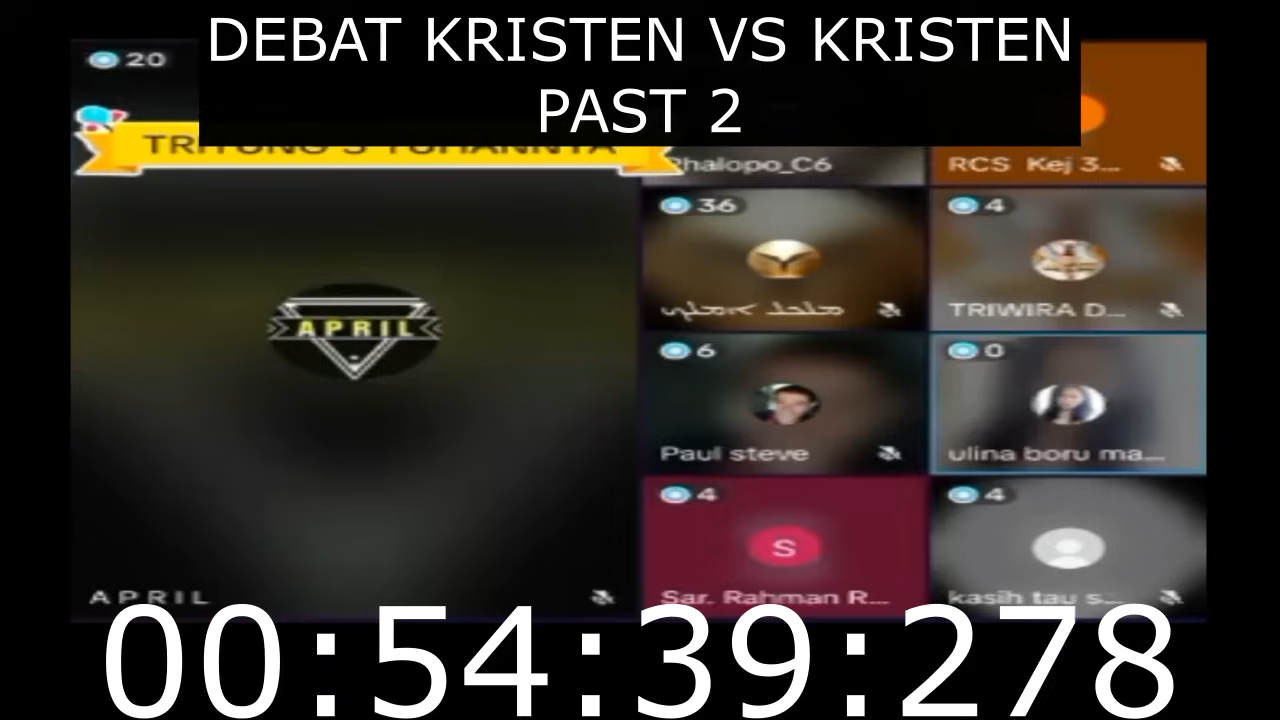 DEBAT KRISTEN VS KRISTEN
PAST 2
20
Phalopo_C6
RCS Kej 3...
36
4
APRIL
TRIWIRA D...
6
0
Paul steve
ulina boru ma...
4
4
S
APRIL
Sar. Rahman R...
kasih tau s...
00:54:39:278